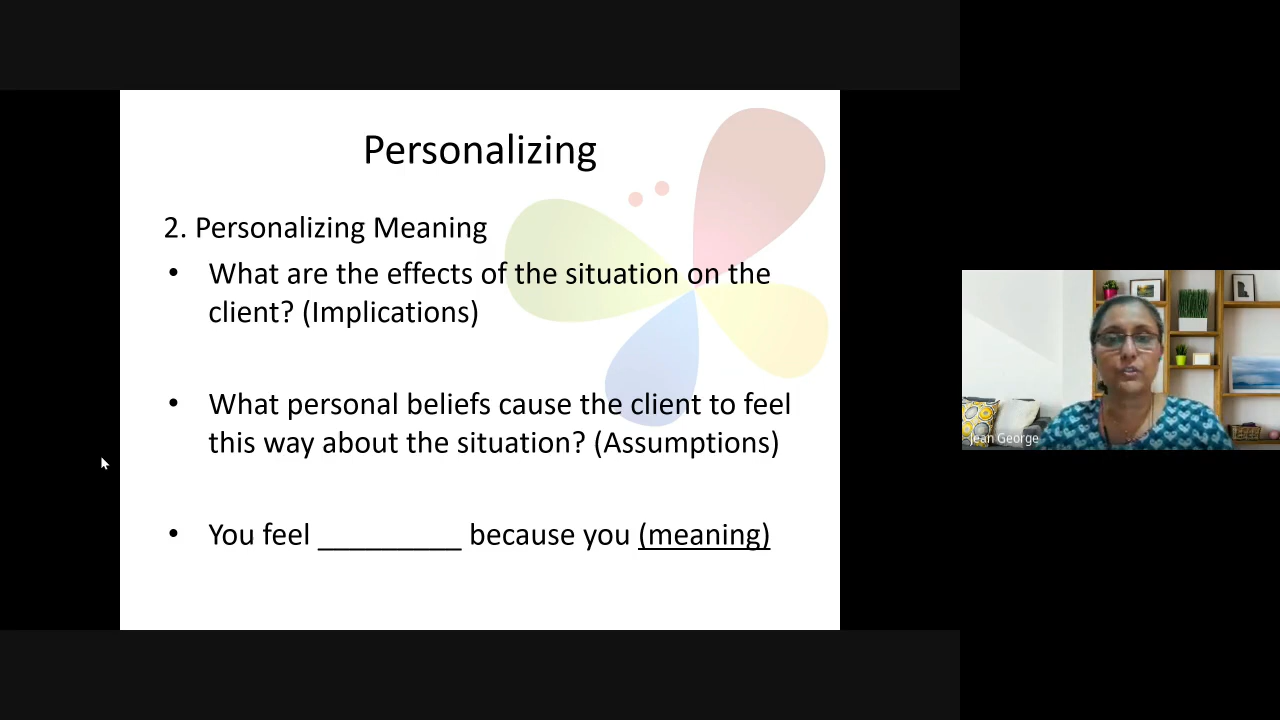 Personalizing
2. Personalizing Meaning
• What are the effects of the situation on the
client? (Implications)
• What personal beliefs cause the client to feel
this way about the situation? (Assumptions)
• You feel _________ because you (meaning)
Jean George